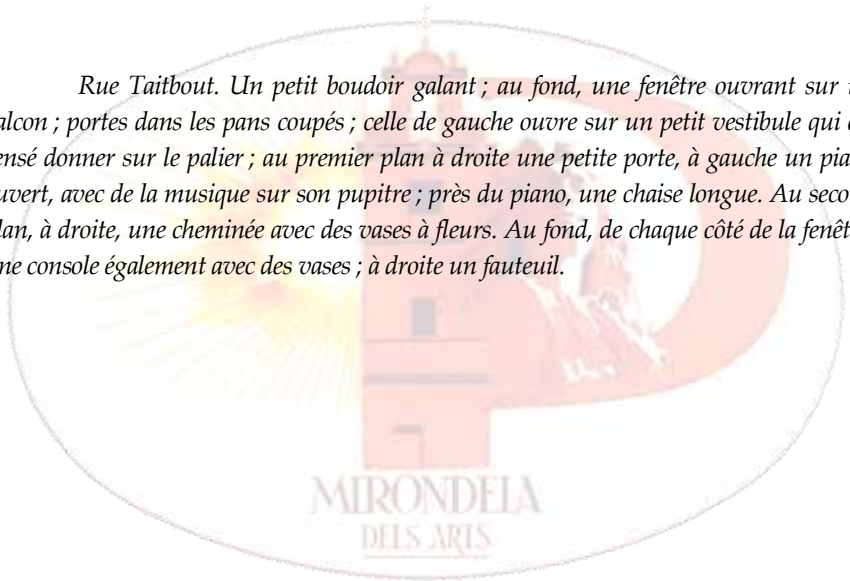 Rue Taitbout. Un petit boudoir galant ; au fond, une fenêtre ouvrant sur
alcon ; portes dans les pans coupés ; celle de gauche ouvre sur un petit vestibule qui
ensé donner sur le palier ; au premier plan à droite une petite porte, à gauche un pia
uvert, avec de la musique sur son pupitre ; près du piano, une chaise longue. Au seco
lan, à droite, une cheminée avec des vases à fleurs. Au fond, de chaque côté de la fenêt
ne console également avec des vases ; à droite un fauteuil.
MIRONDELA
DELS ARTS